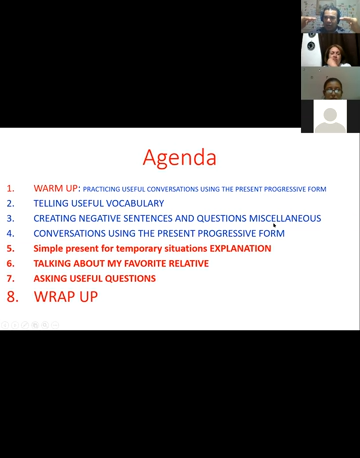 Agenda
1. WARM UP: PRACTICING USEFUL CONVERSATIONS USING THE PRESENT PROGRESSIVE FORM
2. TELLING USEFUL VOCABULARY
3. CREATING NEGATIVE SENTENCES AND QUESTIONS MISCELLANEOUS
4. CONVERSATIONS USING THE PRESENT PROGRESSIVE FORM
5. Simple present for temporary situations EXPLANATION
6. TALKING ABOUT MY FAVORITE RELATIVE
7. ASKING USEFUL QUESTIONS
8. WRAP UP